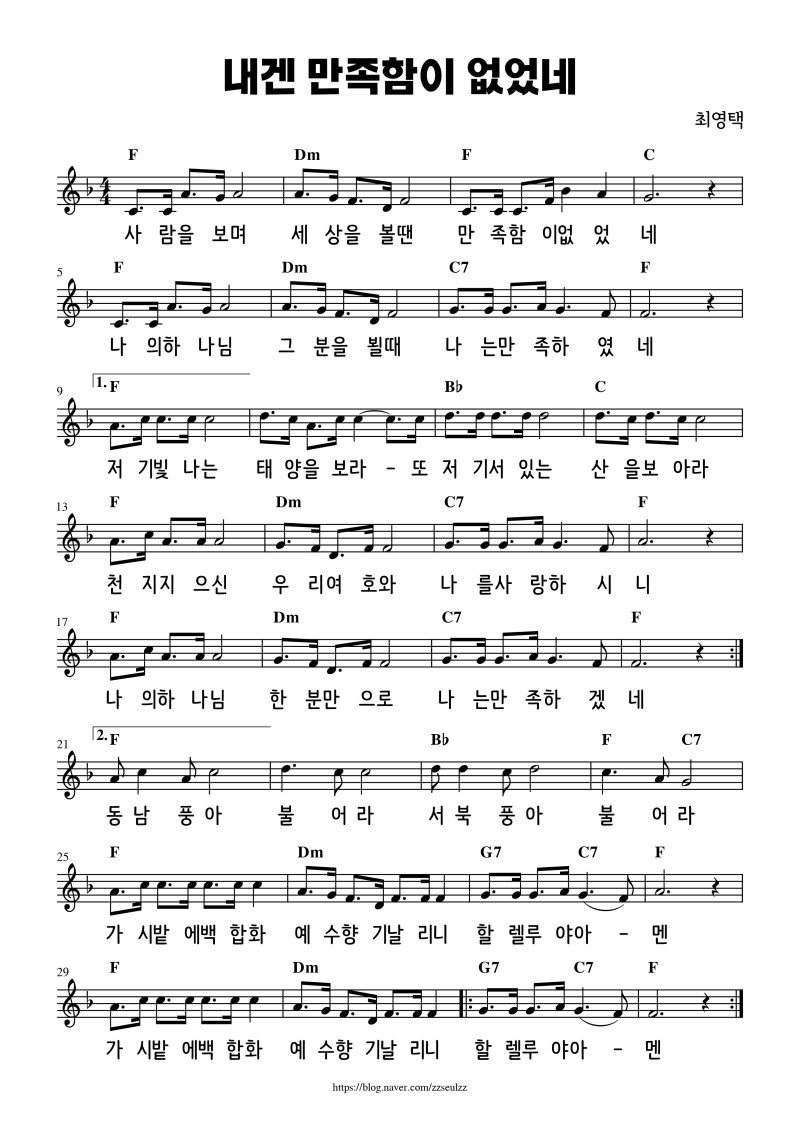 내겐 만족함이 없었네
최영택
F Dm F C
4 4
사 람을 보며 세 상을 볼땐 만 족함 이없 었 네
5 F Dm C7 F
나 의하 나님 그 분을 뵐때 나 는만 족하 였 네
9 1. F B♭ C
저 기빛 나는 태 양을 보라 - 또 저 기서 있는 산 을보 아라
13 F Dm C7 F
천 지지 으신 우 리여 호와 나 를사 랑하 시 니
17 F Dm C7 F
나 의하 나님 한 분만 으로 나 는만 족하 겠 네
21 2. F B♭ F C7
동 남 풍 아 불 어 라 서 북 풍 아 불 어 라
25 F Dm G7 C7 F
가 시밭 에백 합화 예 수향 기날 리니 할 렐루 야아 - 멘
29 F Dm G7 C7 F
가 시밭 에백 합화 예 수향 기날 리니 할 렐루 야아 - 멘
https://blog.naver.com/zzseulzz